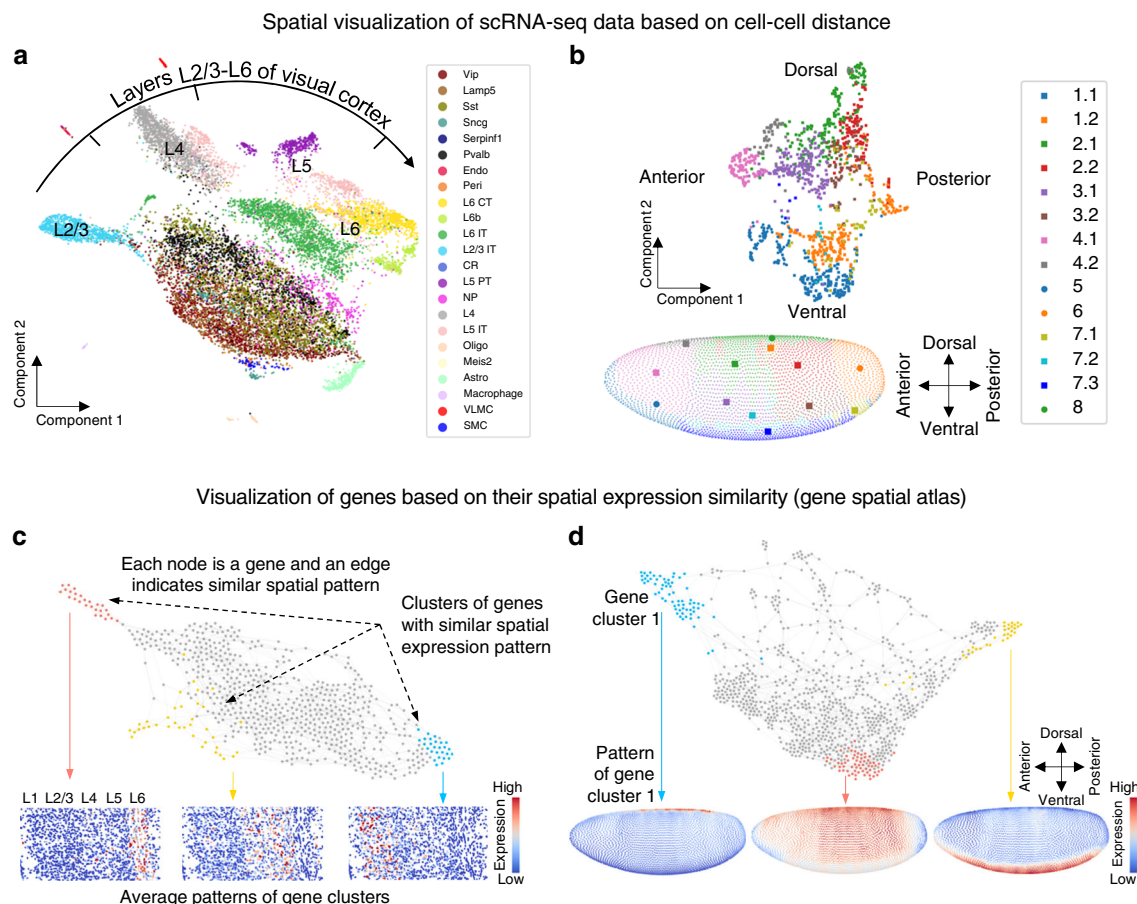 Spatial visualization of scRNA-seq data based on cell-cell distance
a
Layers L2/3-L6 of visual cortex
L4
L5
L2/3
L6
Component 2
Component 1
Vip
Lamp5
Sst
Sncg
Serpinf1
Pvalb
Endo
Peri
L6 CT
L6b
L6 IT
L2/3 IT
CR
L5 PT
NP
L4
L5 IT
Oligo
Meis2
Astro
Macrophage
VLMC
SMC
b
Dorsal
Anterior
Posterior
Component 2
Component 1
Ventral
Dorsal
Anterior
Posterior
Ventral
1.1
1.2
2.1
2.2
3.1
3.2
4.1
4.2
5
6
7.1
7.2
7.3
8
Visualization of genes based on their spatial expression similarity (gene spatial atlas)
c
Each node is a gene and an edge
indicates similar spatial pattern
Clusters of genes
with similar spatial
expression pattern
L1 L2/3 L4 L5 L6
High
Expression
Low
Average patterns of gene clusters
d
Gene
cluster 1
Pattern
of gene
cluster 1
Dorsal
Anterior
Posterior
Ventral
High
Expression
Low